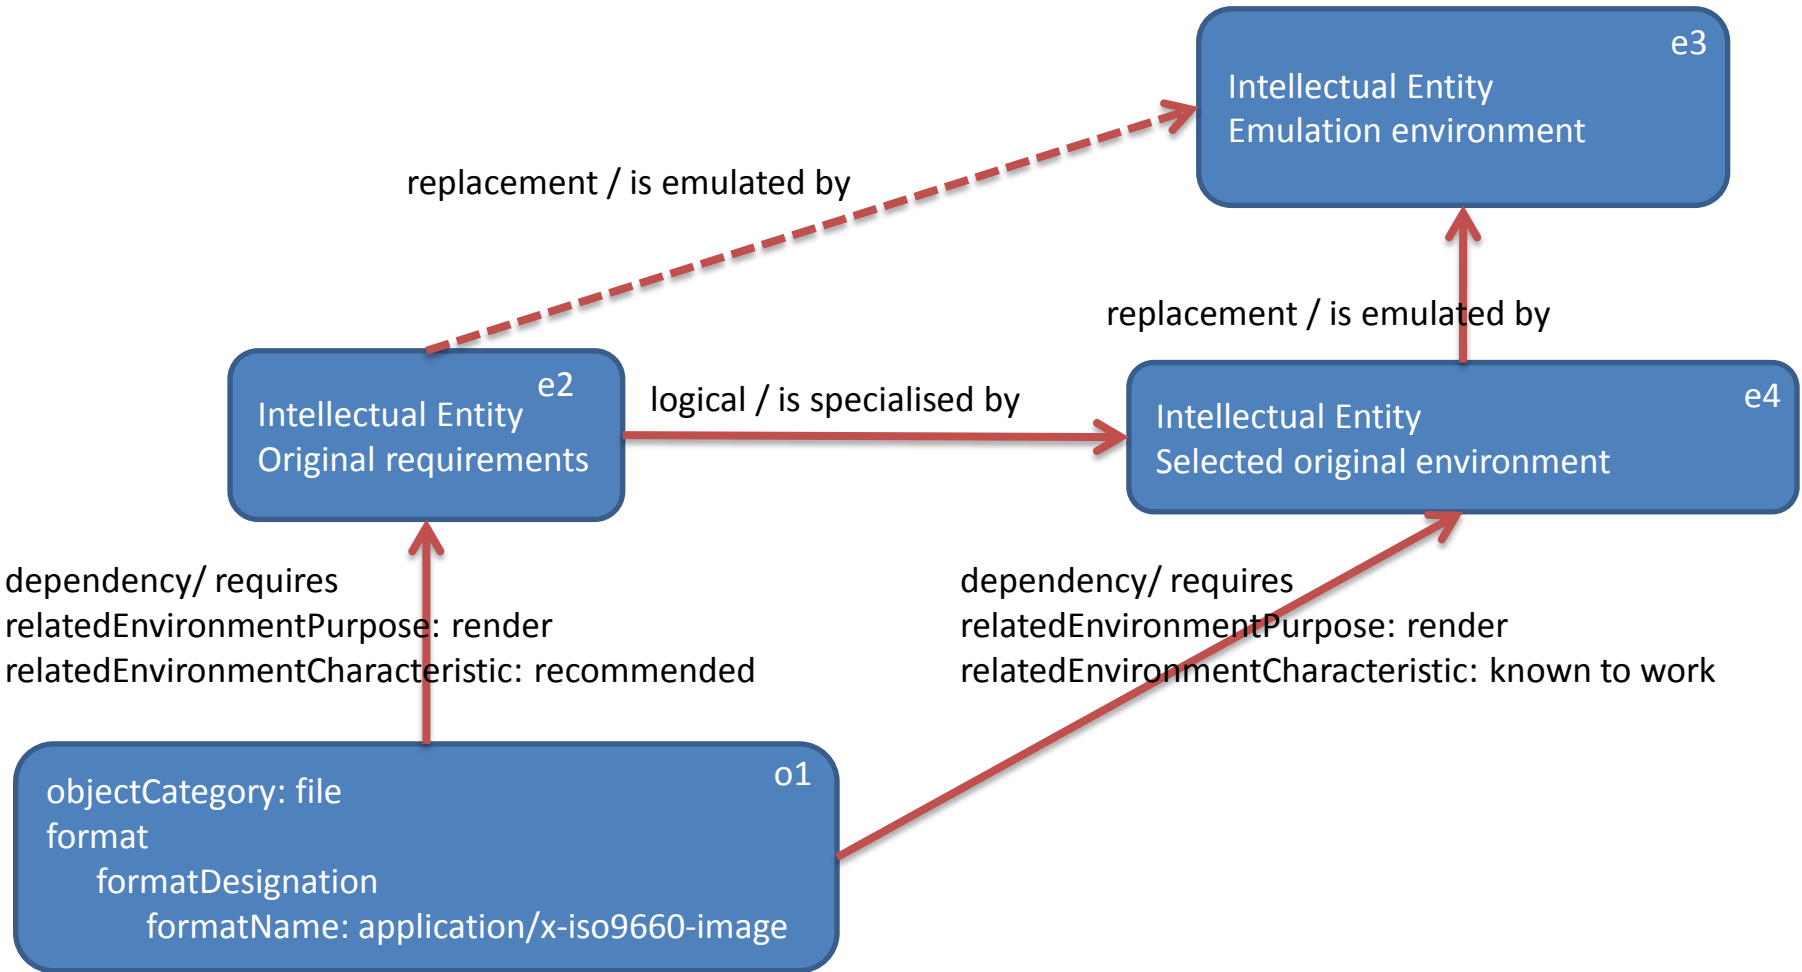 e3
Intellectual Entity
Emulation environment
replacement / is emulated by
replacement / is emulated by
e2
Intellectual Entity
Original requirements
logical / is specialised by
e4
Intellectual Entity
Selected original environment
dependency/ requires
relatedEnvironmentPurpose: render
relatedEnvironmentCharacteristic: recommended
dependency/ requires
relatedEnvironmentPurpose: render
relatedEnvironmentCharacteristic: known to work
o1
objectCategory: file
format
formatDesignation
formatName: application/x-iso9660-image